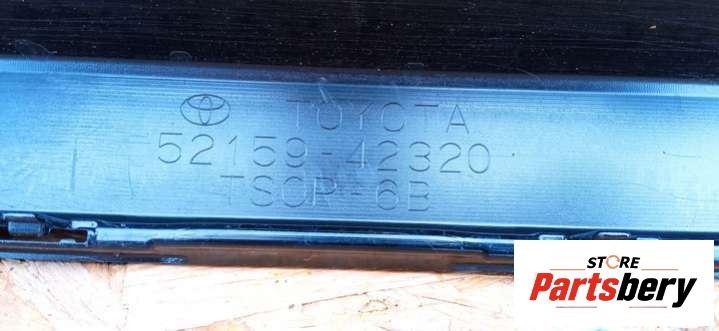 TOYOTA
52159-42320
TSOP-6B
STORE
Partsbery